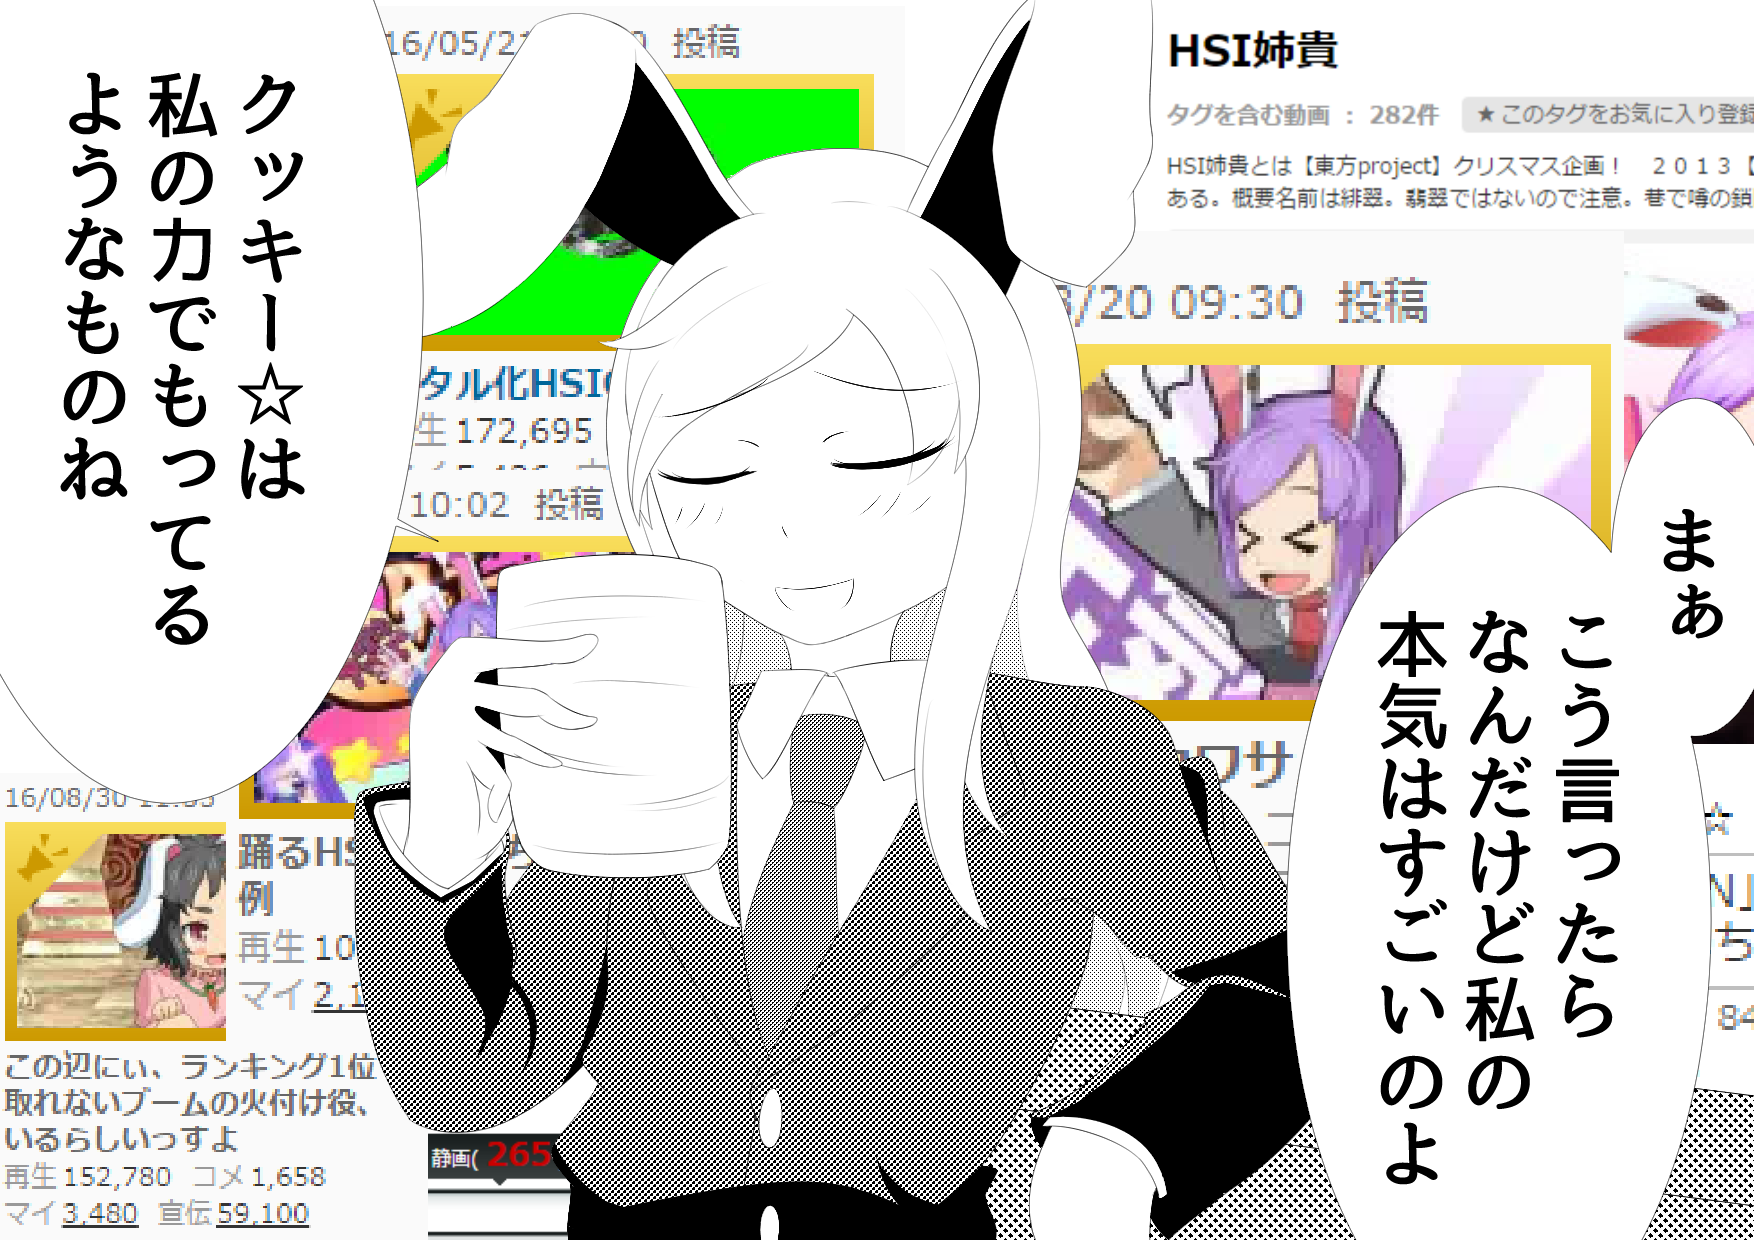 まぁ
こう言ったら
なんだけど私の
本気はすごいのよ
クッキー☆は
私の力でもってる
ようなものね
16/05/21
投稿
HSI姉貴
タグを含む動画 ： 282件
★ このタグをお気に入り登録
HSI姉貴とは【東方project】クリスマス企画！ ２０１３【
ある。概要名前は緋翠。翡翠ではないので注意。巷で噂の鎖
/20 09:30 投稿
タル化HSI
生 172,695
10:02 投稿
ワサ
16/08/30
踊るHS
例
再生 10
マイ 2,1
この辺にぃ、ランキング1位
取れないブームの火付け役、
いるらしいっすよ
再生 152,780 コメ 1,658
マイ 3,480 宣伝 59,100
静画( 265
☆
ち
84